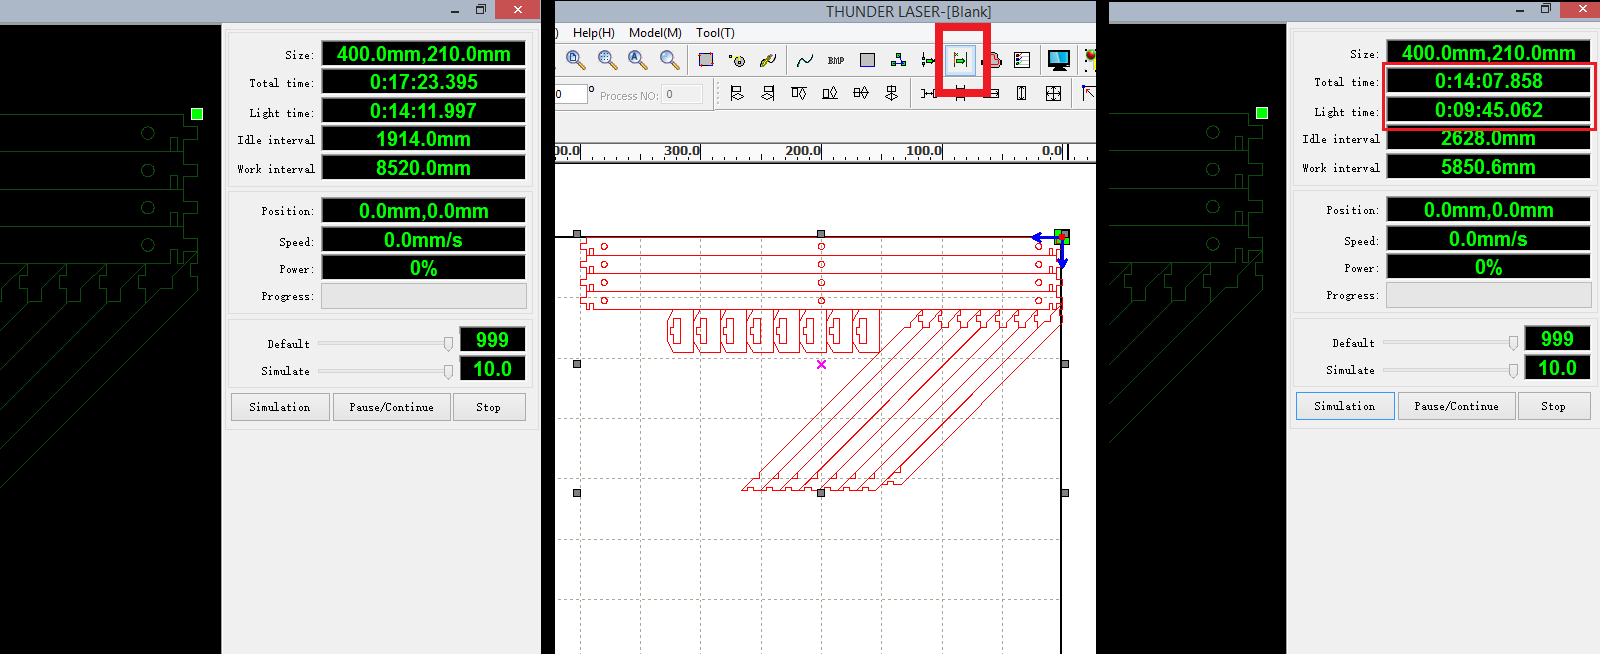 Size: 400.0mm,210.0mm
Total time: 0:17:23.395
Light time: 0:14:11.997
Idle interval 1914.0mm
Work interval 8520.0mm
Position: 0.0mm,0.0mm
Speed: 0.0mm/s
Power: 0%
Progress:
Default 999
Simulate 10.0
Simulation Pause/Continue Stop
THUNDER LASER-[Blank]
) Help(H) Model(M) Tool(T)
BMP
0 ° Process NO: 0
00.0 300.0 200.0 100.0 0.0
Size: 400.0mm,210.0mm
Total time: 0:14:07.858
Light time: 0:09:45.062
Idle interval 2628.0mm
Work interval 5850.6mm
Position: 0.0mm,0.0mm
Speed: 0.0mm/s
Power: 0%
Progress:
Default 999
Simulate 10.0
Simulation Pause/Continue Stop